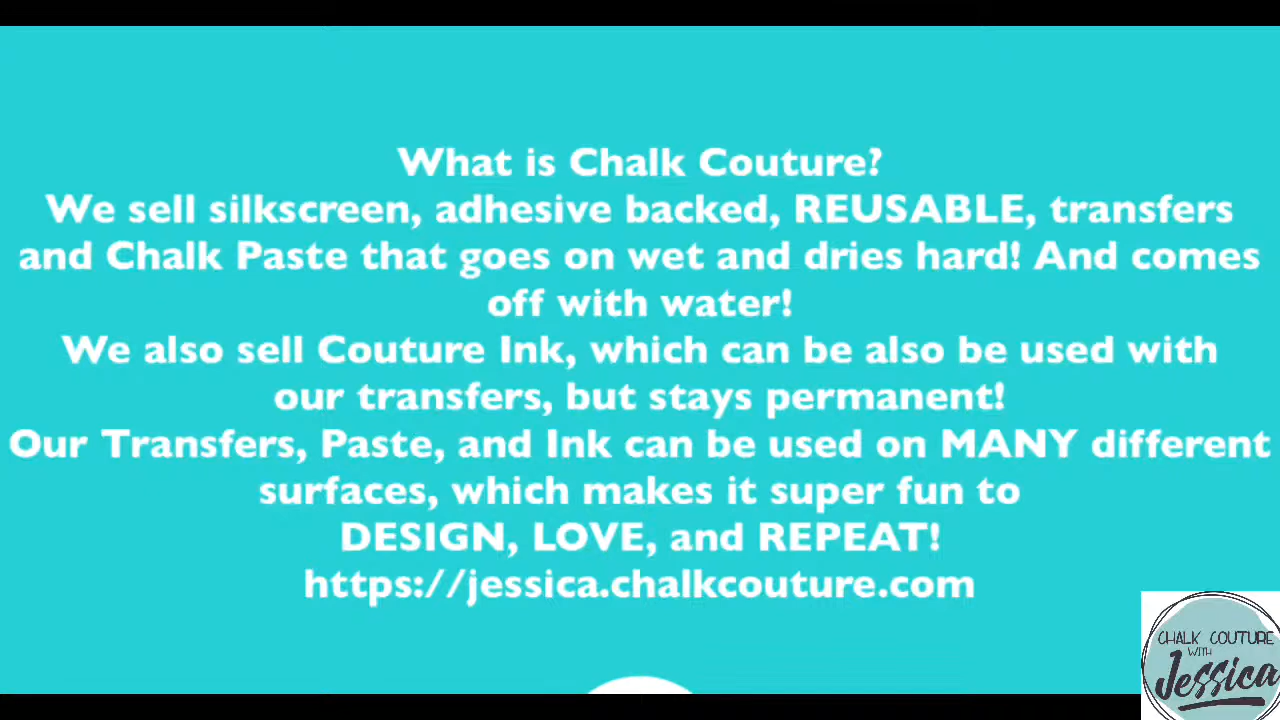 What is Chalk Couture?
We sell silkscreen, adhesive backed, REUSABLE, transfers
and Chalk Paste that goes on wet and dries hard! And comes
off with water!
We also sell Couture Ink, which can be also be used with
our transfers, but stays permanent!
Our Transfers, Paste, and Ink can be used on MANY different
surfaces, which makes it super fun to
DESIGN, LOVE, and REPEAT!
https://jessica.chalkcouture.com
CHALK COUTURE
WITH
Jessica